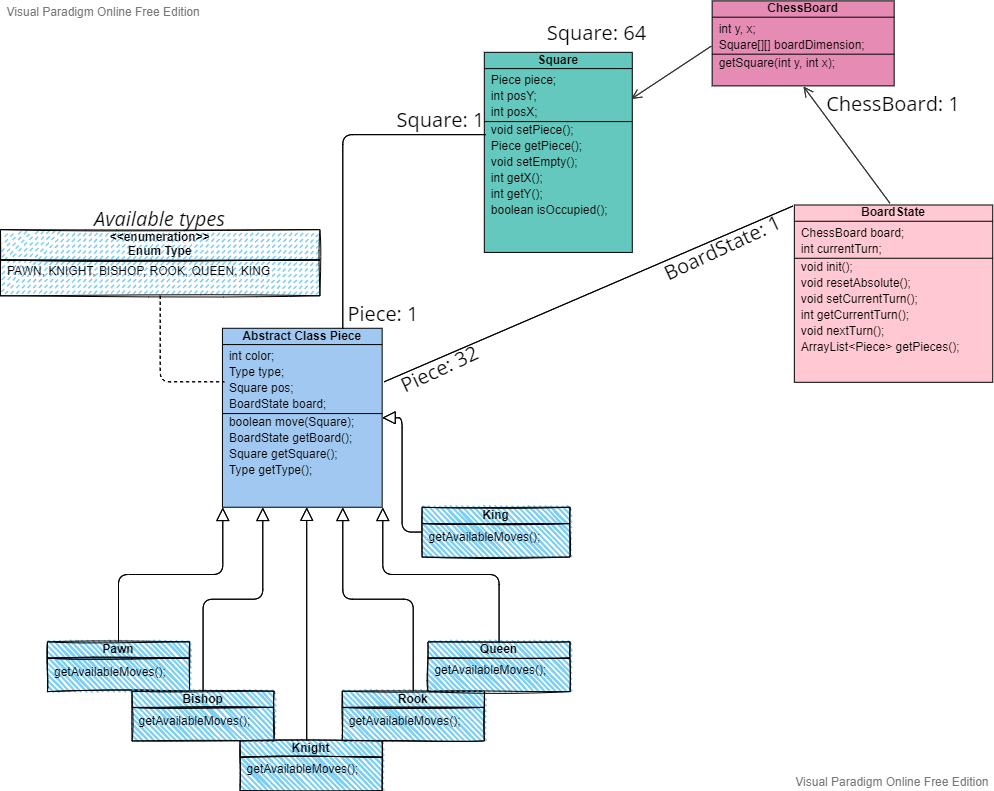 Visual Paradigm Online Free Edition
ChessBoard
int y, x;
Square[][] boardDimension;
getSquare(int y, int x);
Square: 64
Square
Piece piece;
int posY;
int posX;
void setPiece();
Piece getPiece();
void setEmpty();
int getX();
int getY();
boolean isOccupied();
ChessBoard: 1
Square: 1
BoardState
ChessBoard board;
int currentTurn;
void init();
void resetAbsolute();
void setCurrentTurn();
int getCurrentTurn();
void nextTurn();
ArrayList<Piece> getPieces();
BoardState: 1
Available types
<<enumeration>>
Enum Type
PAWN, KNIGHT, BISHOP, ROOK, QUEEN, KING
Piece: 1
Piece: 32
Abstract Class Piece
int color;
Type type;
Square pos;
BoardState board;
boolean move(Square);
BoardState getBoard();
Square getSquare();
Type getType();
King
getAvailableMoves();
Pawn
getAvailableMoves();
Queen
getAvailableMoves();
Bishop
getAvailableMoves();
Rook
getAvailableMoves();
Knight
getAvailableMoves();
Visual Paradigm Online Free Edition